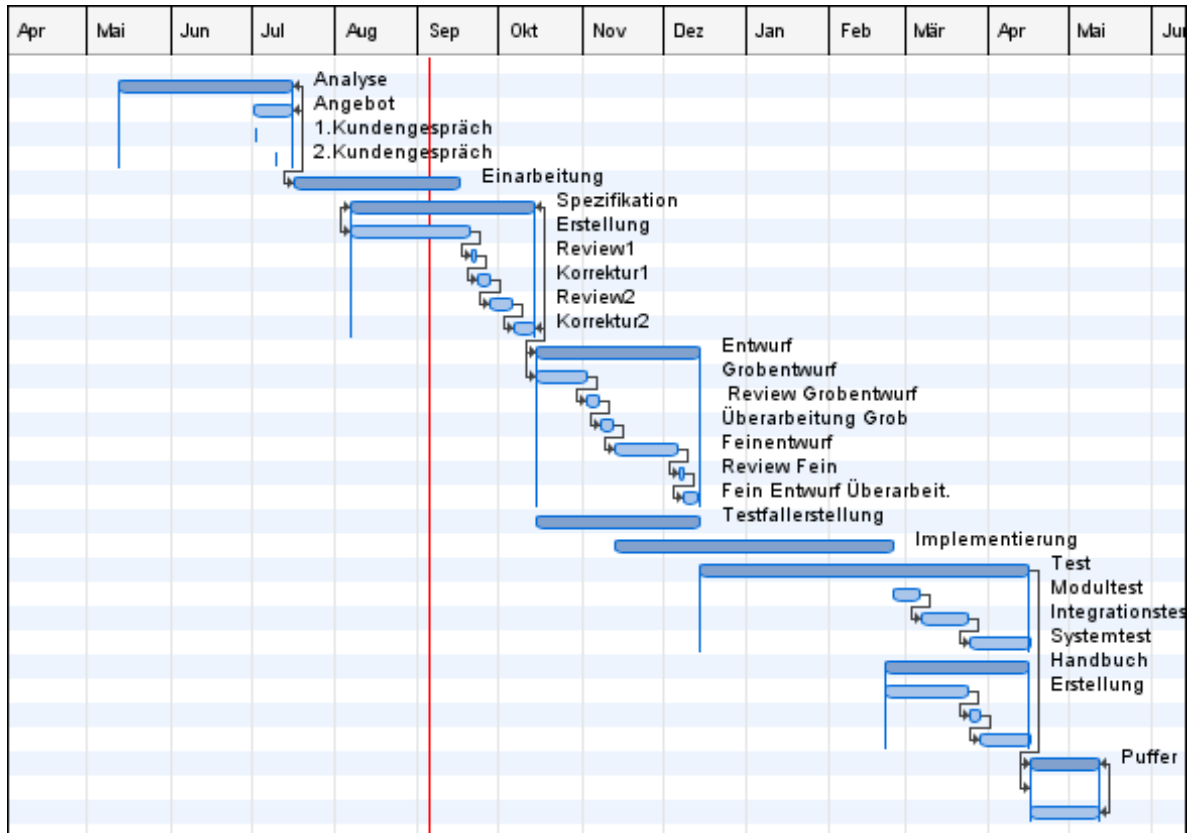 Apr Mai Jun Jul Aug Sep Okt Nov Dez Jan Feb Mär Apr Mai Ju
Analyse
Angebot
1.Kundengespräch
2.Kundengespräch
Einarbeitung
Spezifikation
Erstellung
Review1
Korrektur1
Review2
Korrektur2
Entwurf
Grobentwurf
Review Grobentwurf
Überarbeitung Grob
Feinentwurf
Review Fein
Fein Entwurf Überarbeit.
Testfallerstellung
Implementierung
Test
Modultest
Integrationstes
Systemtest
Handbuch
Erstellung
Puffer